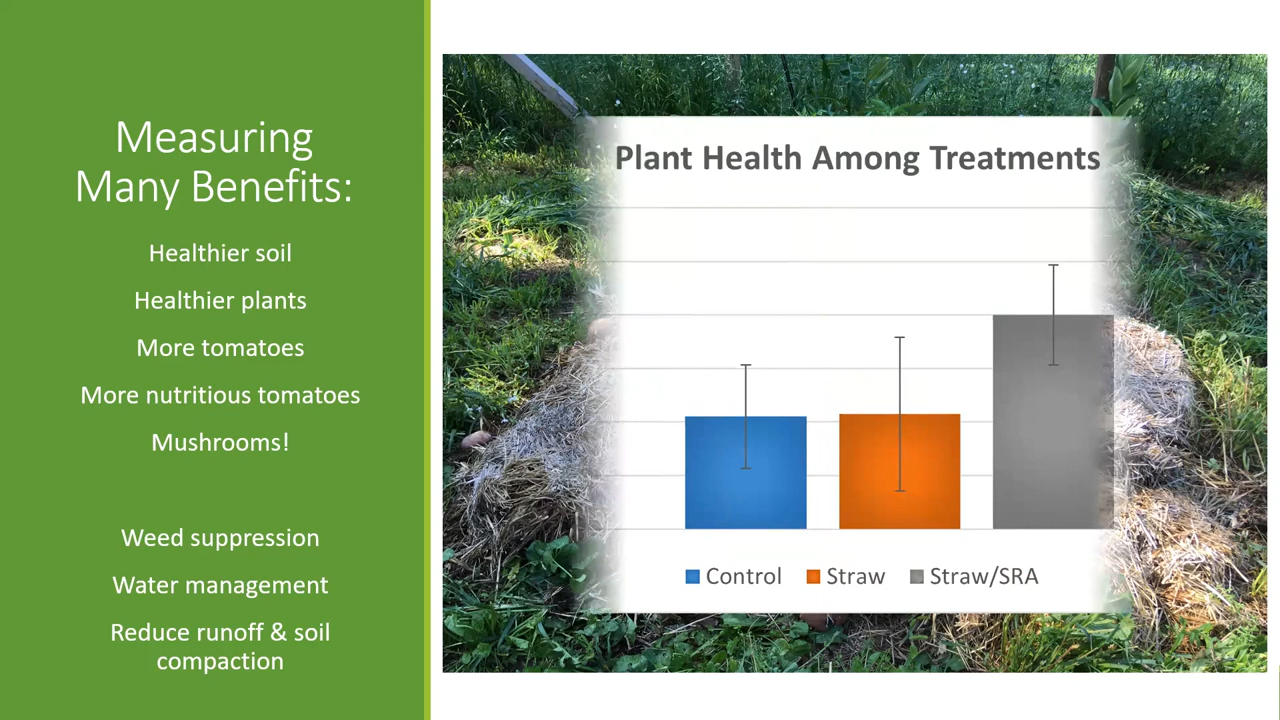 Measuring
Many Benefits:
Healthier soil
Healthier plants
More tomatoes
More nutritious tomatoes
Mushrooms!
Weed suppression
Water management
Reduce runoff & soil
compaction
Plant Health Among Treatments
Control Straw Straw/SRA